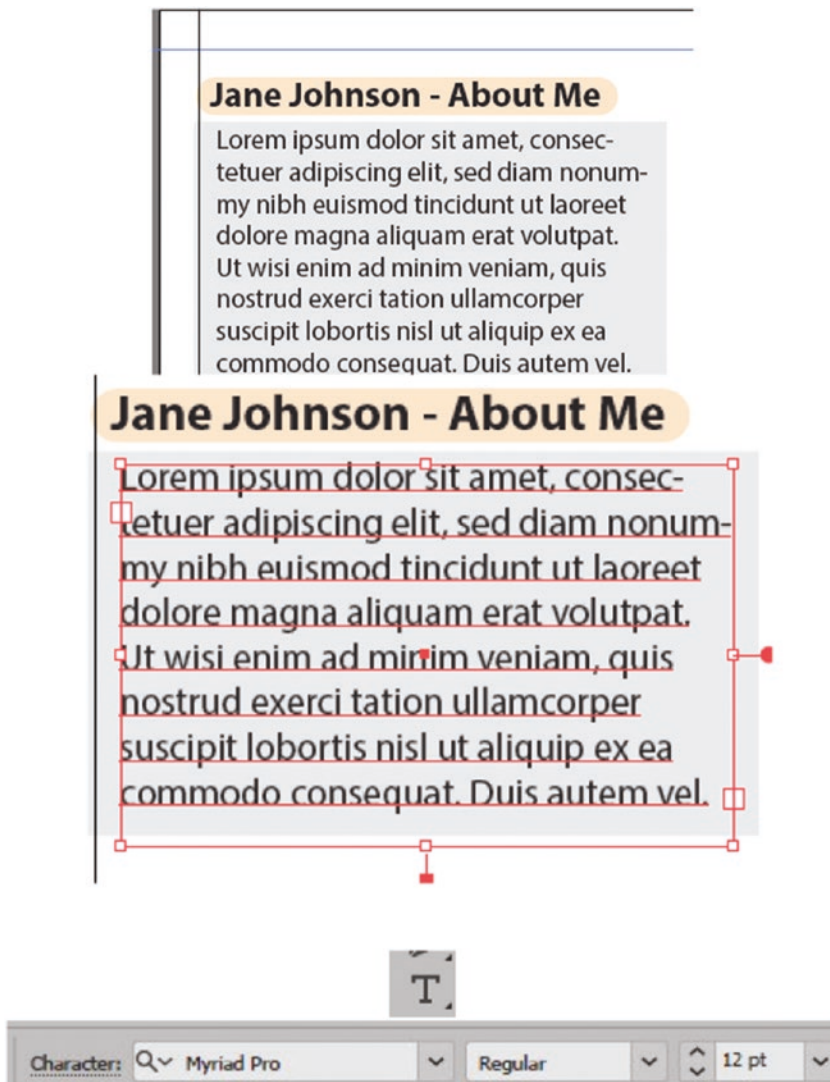 Jane Johnson - About Me
Lorem ipsum dolor sit amet, consec-
tetuer adipiscing elit, sed diam nonum-
my nibh euismod tincidunt ut laoreet
dolore magna aliquam erat volutpat.
Ut wisi enim ad minim veniam, quis
nostrud exerci tation ullamcorper
suscipit lobortis nisl ut aliquip ex ea
commodo consequat. Duis autem vel.
Jane Johnson - About Me
Lorem ipsum dolor sit amet, consec-
tetuer adipiscing elit, sed diam nonum-
my nibh euismod tincidunt ut laoreet
dolore magna aliquam erat volutpat.
Ut wisi enim ad minim veniam, quis
nostrud exerci tation ullamcorper
suscipit lobortis nisl ut aliquip ex ea
commodo consequat. Duis autem vel.
T
Character: Myriad Pro Regular 12 pt